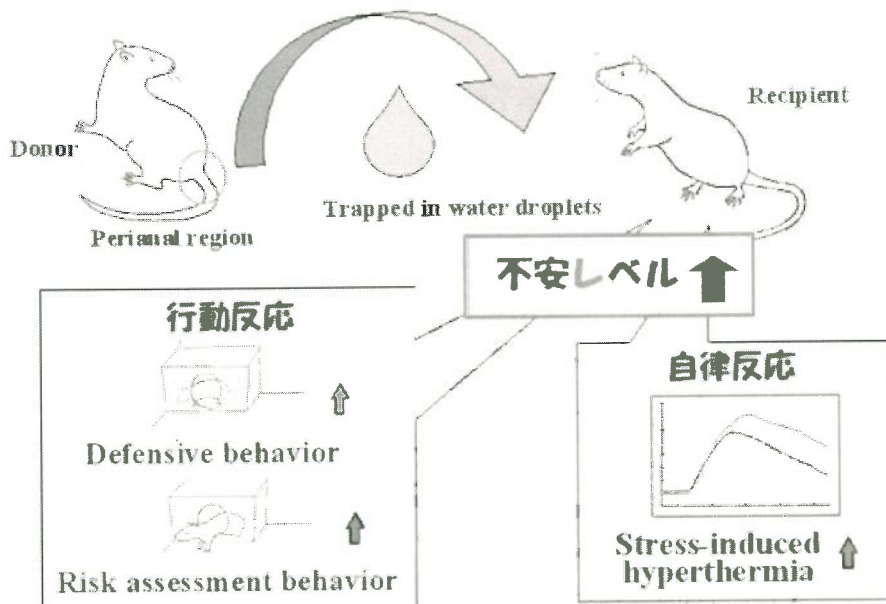 Donor
Recipient
Perianal region
Trapped in water droplets
不安レベル
行動反応
Defensive behavior
Risk assessment behavior
自律反応
Stress-induced
hyperthermia